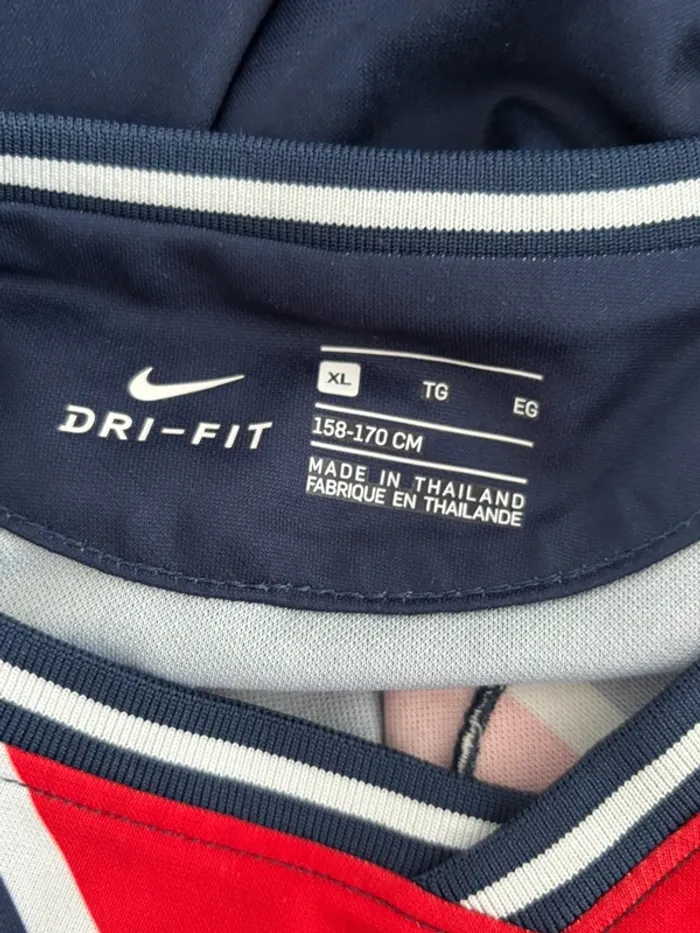 DRI-FIT
XL TG EG
158-170 CM
MADE IN THAILAND
FABRIQUE EN THAILANDE